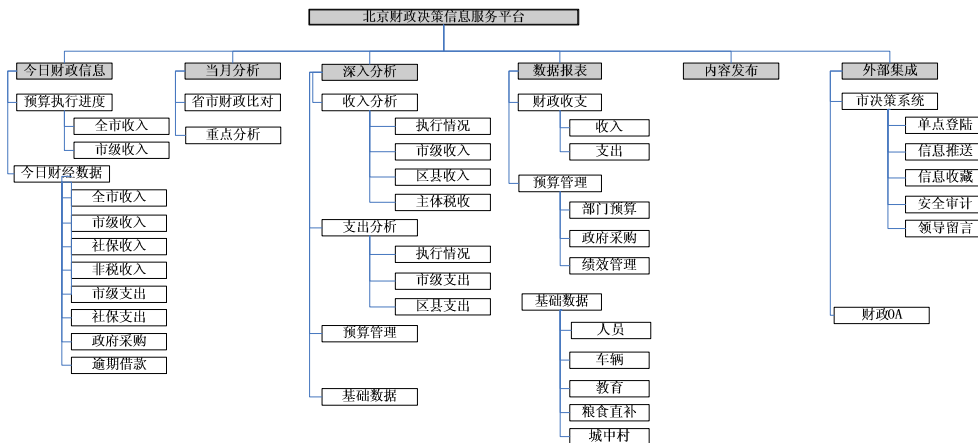 北京财政决策信息服务平台
今日财政信息
预算执行进度
全市收入
市级收入
今日财经数据
全市收入
市级收入
社保收入
非税收入
市级支出
社保支出
政府采购
逾期借款
当月分析
省市财政比对
重点分析
深入分析
收入分析
执行情况
市级收入
区县收入
主体税收
支出分析
执行情况
市级支出
区县支出
预算管理
基础数据
数据报表
财政收支
收入
支出
预算管理
部门预算
政府采购
绩效管理
基础数据
人员
车辆
教育
粮食直补
城中村
内容发布
外部集成
市决策系统
单点登陆
信息推送
信息收藏
安全审计
领导留言
财政OA